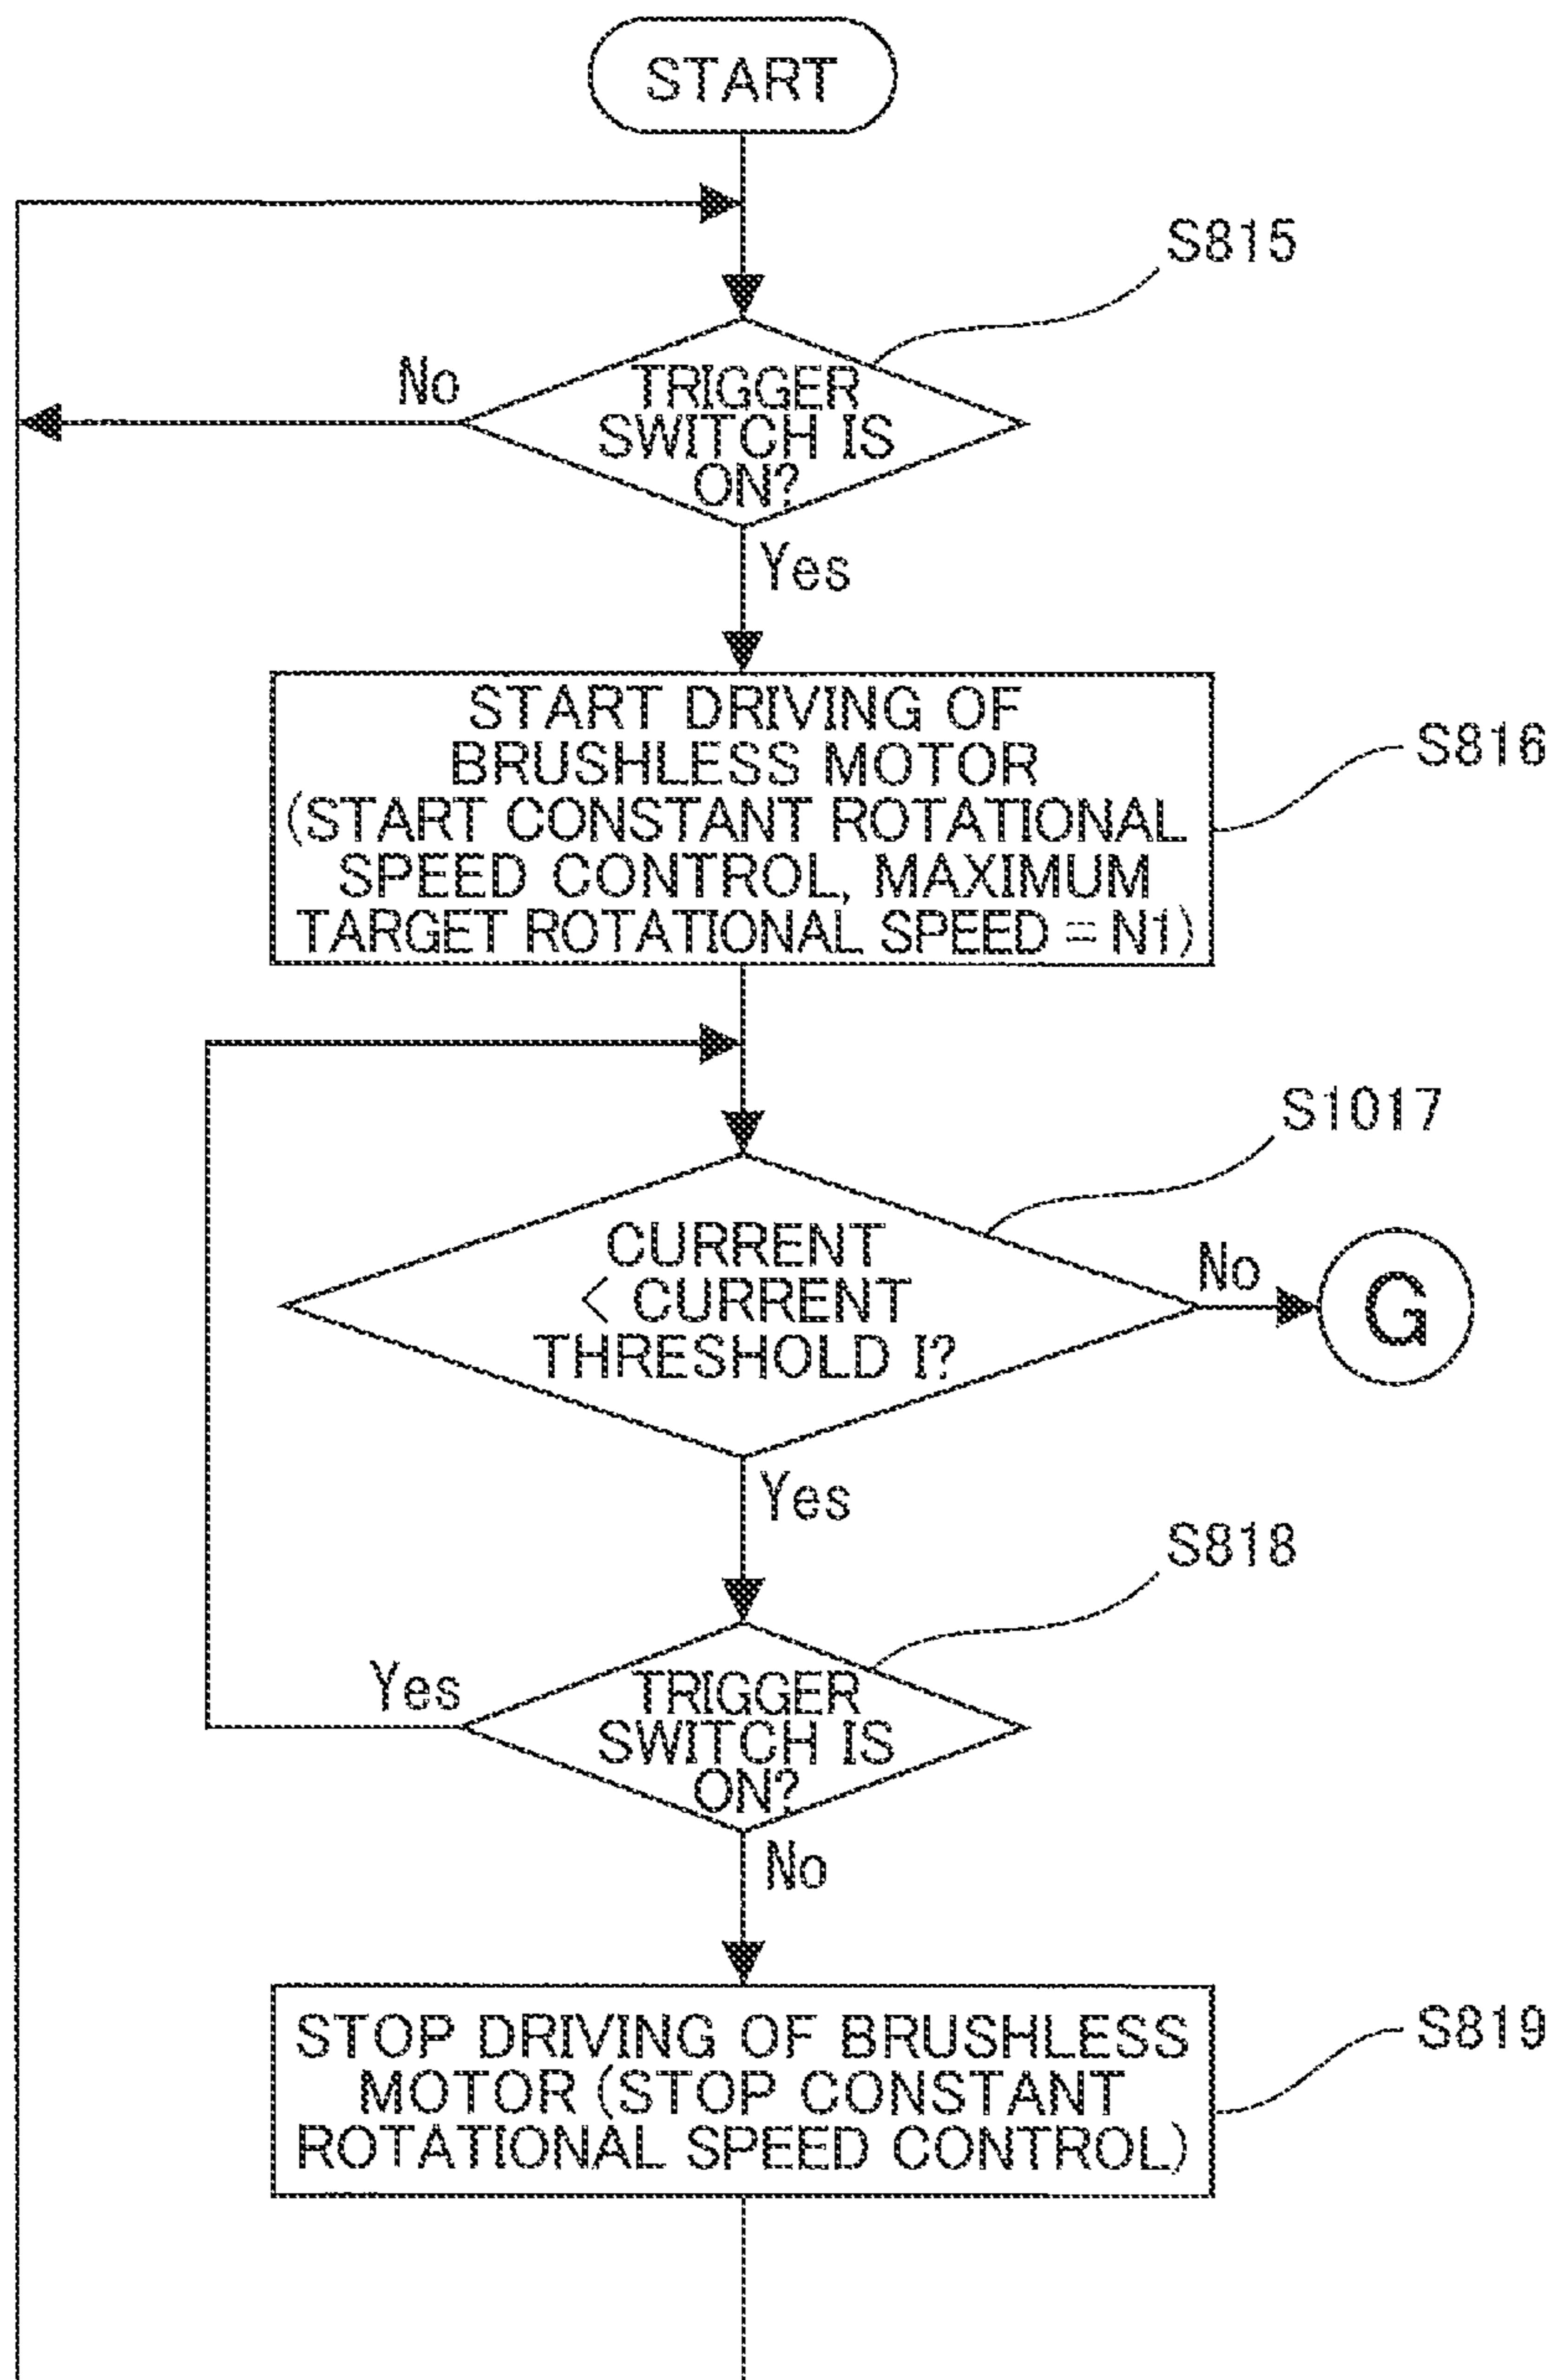 START
S815
No
TRIGGER
SWITCH IS
ON?
Yes
START DRIVING OF
BRUSHLESS MOTOR
(START CONSTANT ROTATIONAL
SPEED CONTROL, MAXIMUM
TARGET ROTATIONAL SPEED = N1)
S816
S1017
CURRENT
< CURRENT
THRESHOLD I?
No
G
Yes
S818
Yes
TRIGGER
SWITCH IS
ON?
No
STOP DRIVING OF BRUSHLESS
MOTOR (STOP CONSTANT
ROTATIONAL SPEED CONTROL)
S819